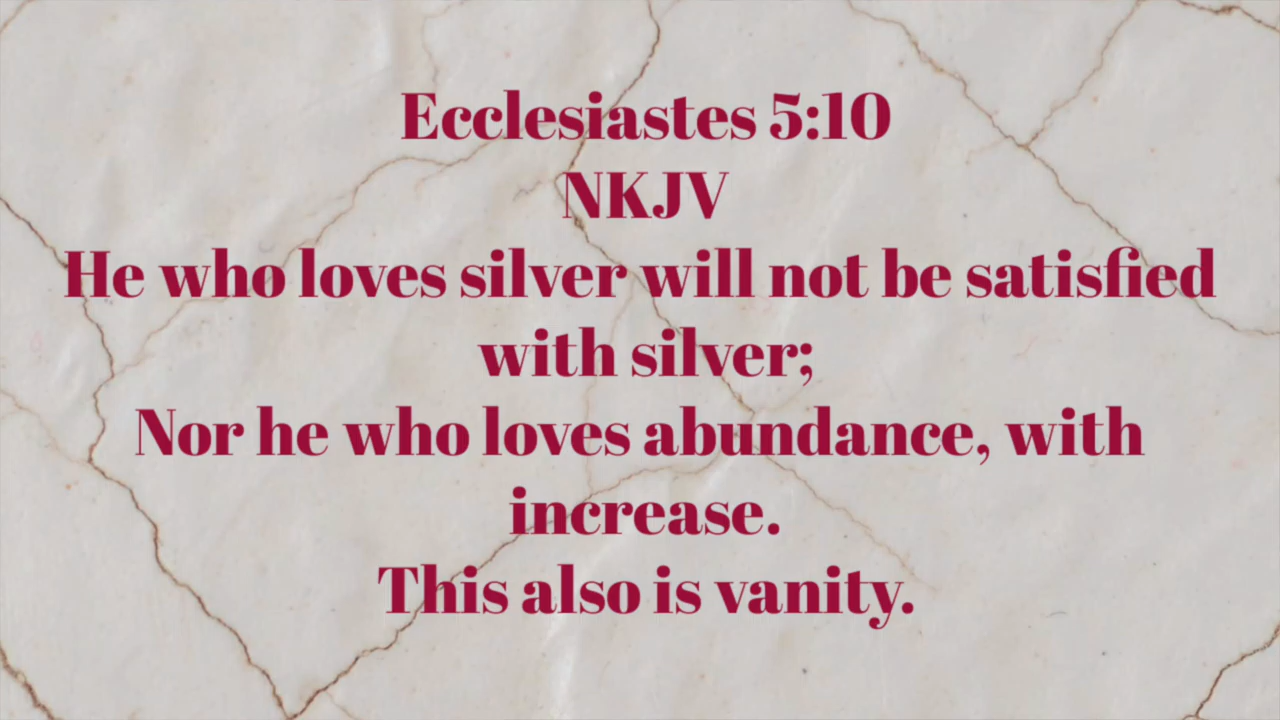 Ecclesiastes 5:10
NKJV
He who loves silver will not be satisfied
with silver;
Nor he who loves abundance, with
increase.
This also is vanity.